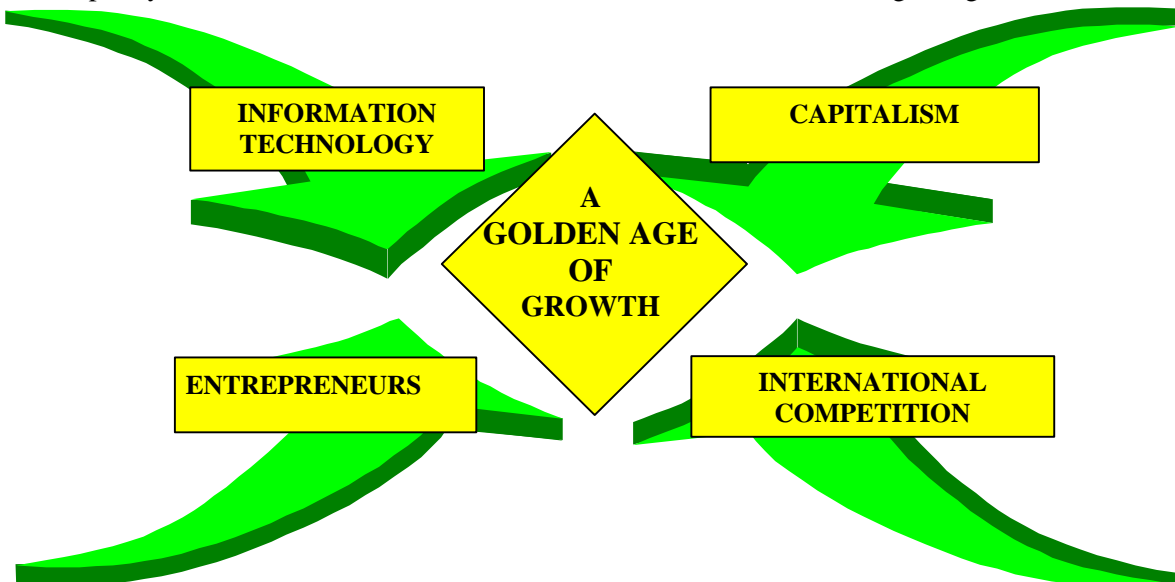 INFORMATION
TECHNOLOGY
CAPITALISM
A
GOLDEN AGE
OF
GROWTH
ENTREPRENEURS
INTERNATIONAL
COMPETITION